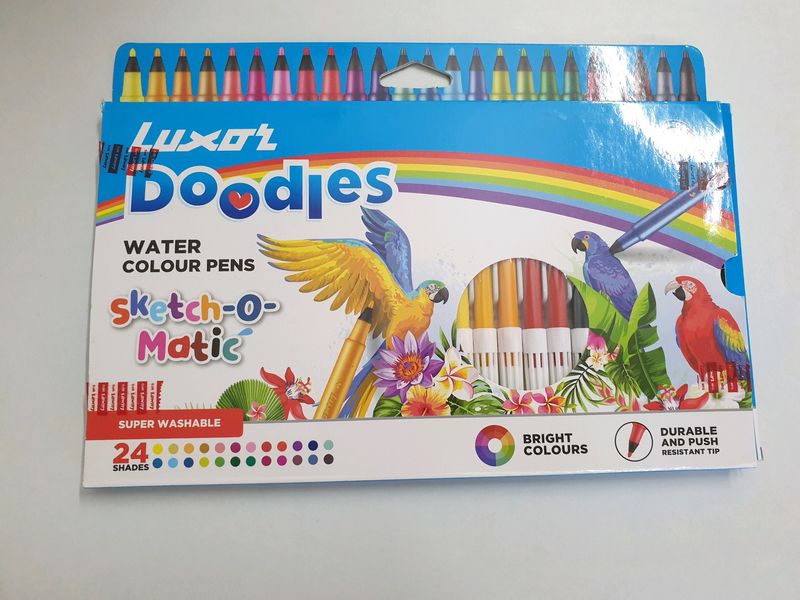 Luxor
Doodles
WATER
COLOUR PENS
Sketch-O-
Matic
SUPER WASHABLE
24
SHADES
BRIGHT
COLOURS
DURABLE
AND PUSH
RESISTANT TIP